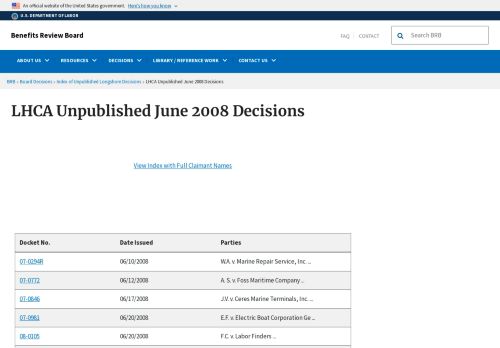 An official website of the United States government. Here's how you know
U.S. DEPARTMENT OF LABOR
Benefits Review Board
FAQ CONTACT
Search BRB
ABOUT US RESOURCES DECISIONS LIBRARY / REFERENCE WORK CONTACT US
BRB › Board Decisions › Index of Unpublished Longshore Decisions › LHCA Unpublished June 2008 Decisions
LHCA Unpublished June 2008 Decisions
View Index with Full Claimant Names
Docket No. Date Issued Parties
07-0294R 06/10/2008 W.A. v. Marine Repair Service, Inc. ...
07-0772 06/12/2008 A. S. v. Foss Maritime Company ...
07-0846 06/17/2008 J.V. v. Ceres Marine Terminals, Inc. ...
07-0981 06/20/2008 E.F. v. Electric Boat Corporation Ge ...
08-0105 06/20/2008 F.C. v. Labor Finders ...